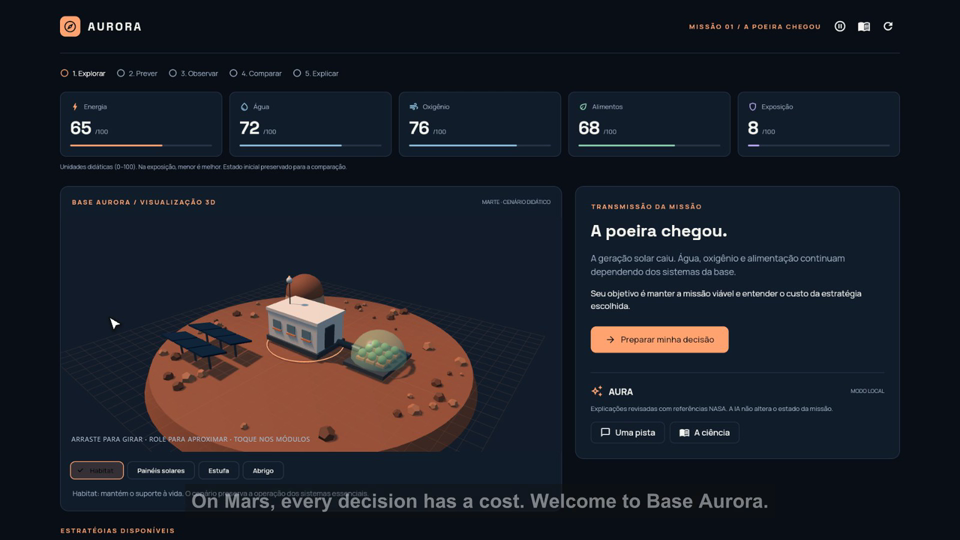 AURORA
MISSÃO 01 / A POEIRA CHEGOU
1. Explorar
2. Prever
3. Observar
4. Comparar
5. Explicar
Energia
65 /100
Água
72 /100
Oxigênio
76 /100
Alimentos
68 /100
Exposição
8 /100
Unidades didáticas (0–100). Na exposição, menor é melhor. Estado inicial preservado para a comparação.
BASE AURORA / VISUALIZAÇÃO 3D
MARTE · CENÁRIO DIDÁTICO
ARRASTE PARA GIRAR · ROLE PARA APROXIMAR · TOQUE NOS MÓDULOS
Habitat
Painéis solares
Estufa
Abrigo
Habitat: mantém o suporte à vida. O cenário preserva a operação dos sistemas essenciais.
TRANSMISSÃO DA MISSÃO
A poeira chegou.
A geração solar caiu. Água, oxigênio e alimentação continuam
dependendo dos sistemas da base.
Seu objetivo é manter a missão viável e entender o custo da estratégia
escolhida.
Preparar minha decisão
AURA
MODO LOCAL
Explicações revisadas com referências NASA. A IA não altera o estado da missão.
Uma pista
A ciência
On Mars, every decision has a cost. Welcome to Base Aurora.
ESTRATÉGIAS DISPONÍVEIS